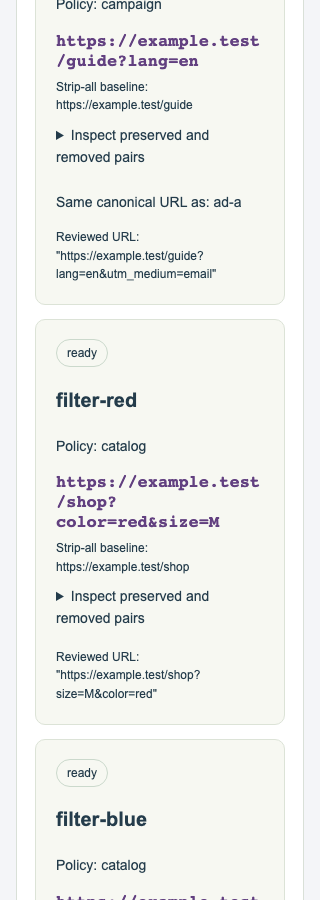 Policy: campaign
https://example.test
/guide?lang=en
Strip-all baseline:
https://example.test/guide
▶ Inspect preserved and
removed pairs
Same canonical URL as: ad-a
Reviewed URL:
"https://example.test/guide?
lang=en&utm_medium=email"
ready
filter-red
Policy: catalog
https://example.test
/shop?
color=red&size=M
Strip-all baseline:
https://example.test/shop
▶ Inspect preserved and
removed pairs
Reviewed URL:
"https://example.test/shop?
size=M&color=red"
ready
filter-blue
Policy: catalog
https://example.test